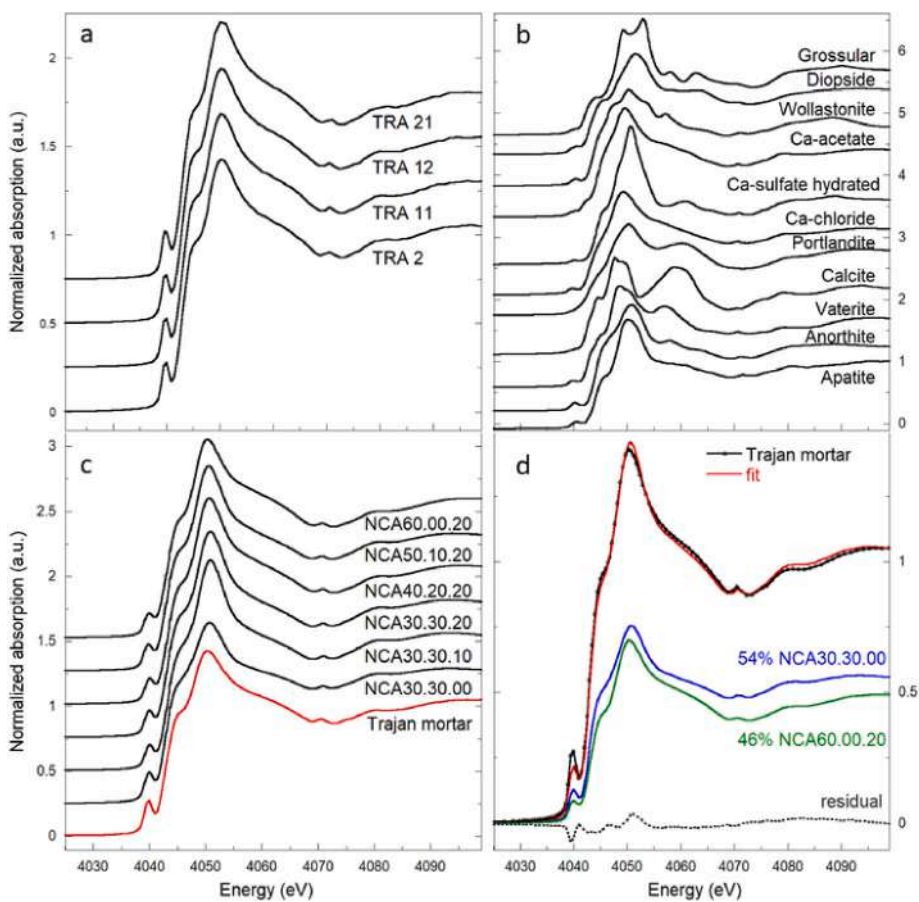 a
2
1.5
1
0.5
0
Normalized absorption (a.u.)
TRA 21
TRA 12
TRA 11
TRA 2
b
6
5
4
3
2
1
0
Grossular
Diopside
Wollastonite
Ca-acetate
Ca-sulfate hydrated
Ca-chloride
Portlandite
Calcite
Vaterite
Anorthite
Apatite
c
3
2.5
2
1.5
1
0.5
0
Normalized absorption (a.u.)
NCA60.00.20
NCA50.10.20
NCA40.20.20
NCA30.30.20
NCA30.30.10
NCA30.30.00
Trajan mortar
4030 4040 4050 4060 4070 4080 4090
Energy (eV)
d
Trajan mortar
fit
1
0.5
0
54% NCA30.30.00
46% NCA60.00.20
residual
4030 4040 4050 4060 4070 4080 4090
Energy (eV)